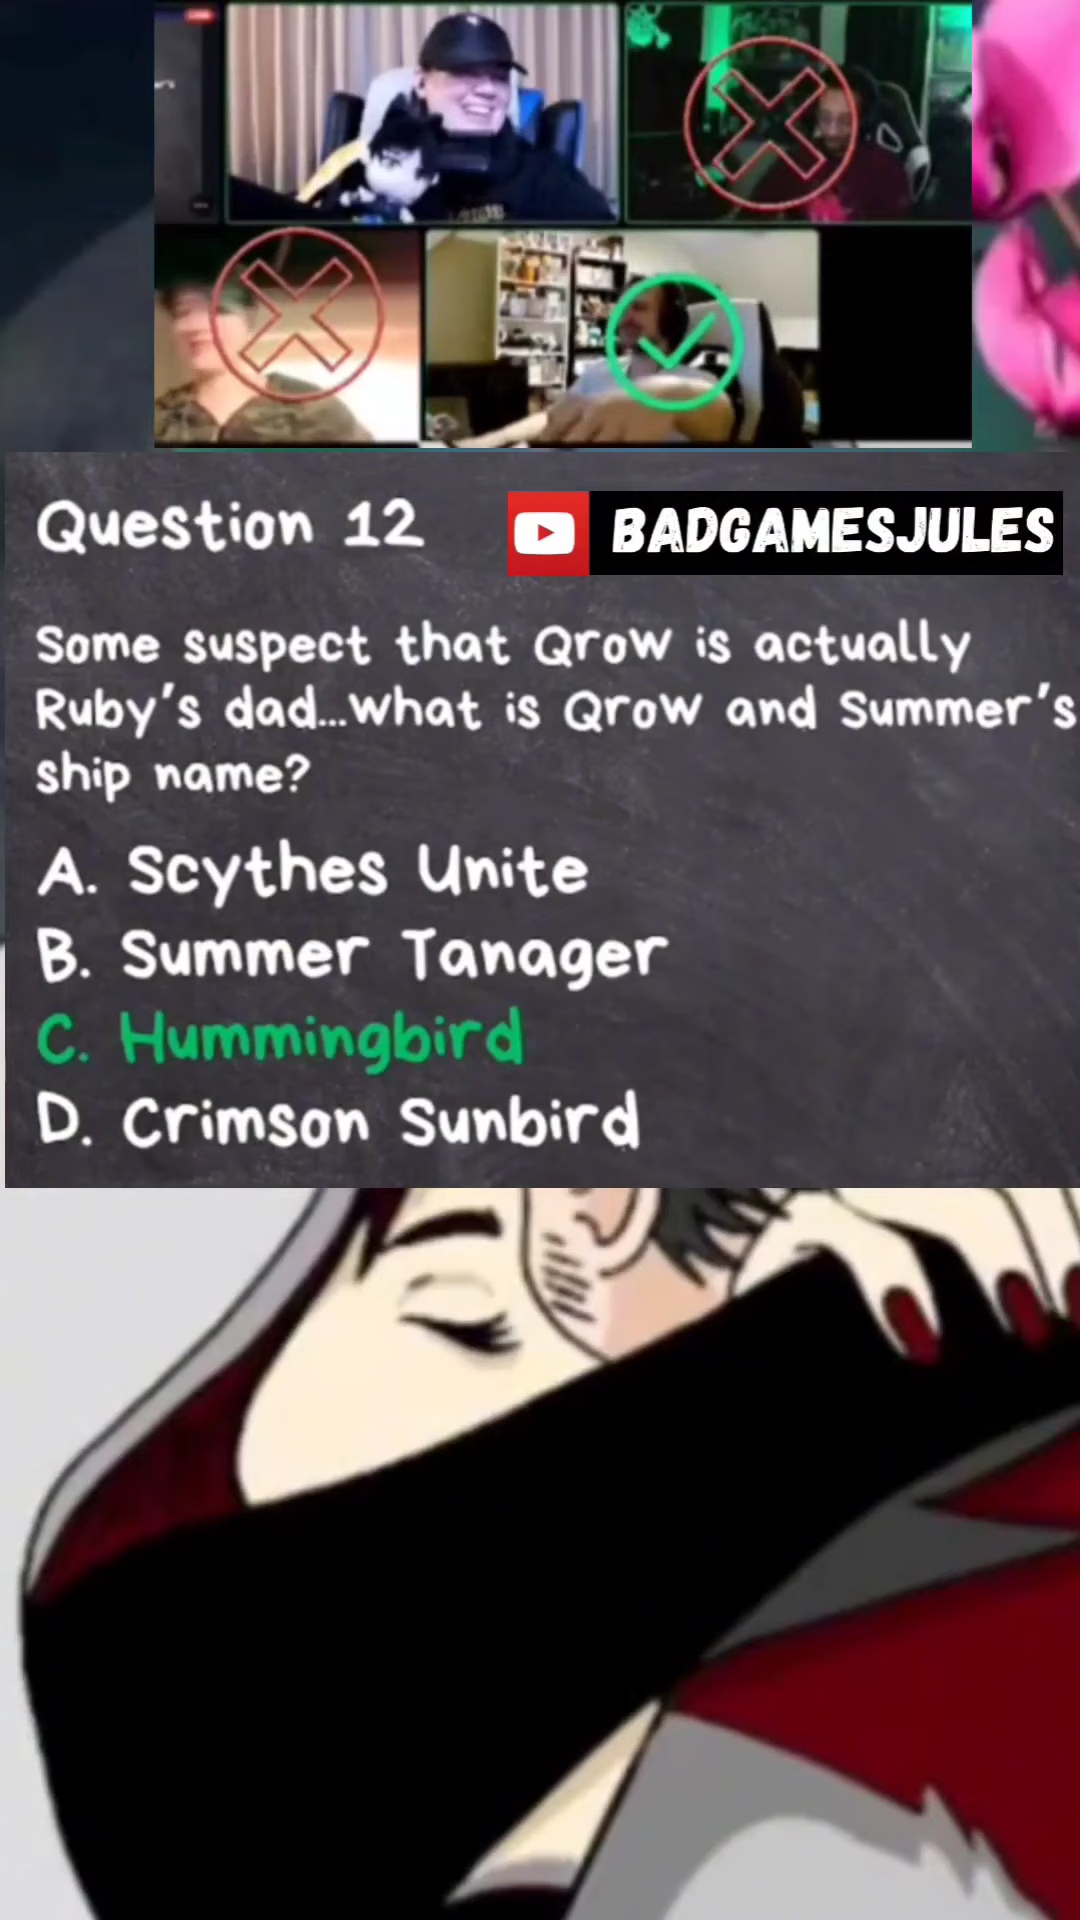 Question 12
BADGAMESJULES
Some suspect that Qrow is actually
Ruby's dad...What is Qrow and Summer's
ship name?
A. Scythes Unite
B. Summer Tanager
C. Hummingbird
D. Crimson Sunbird